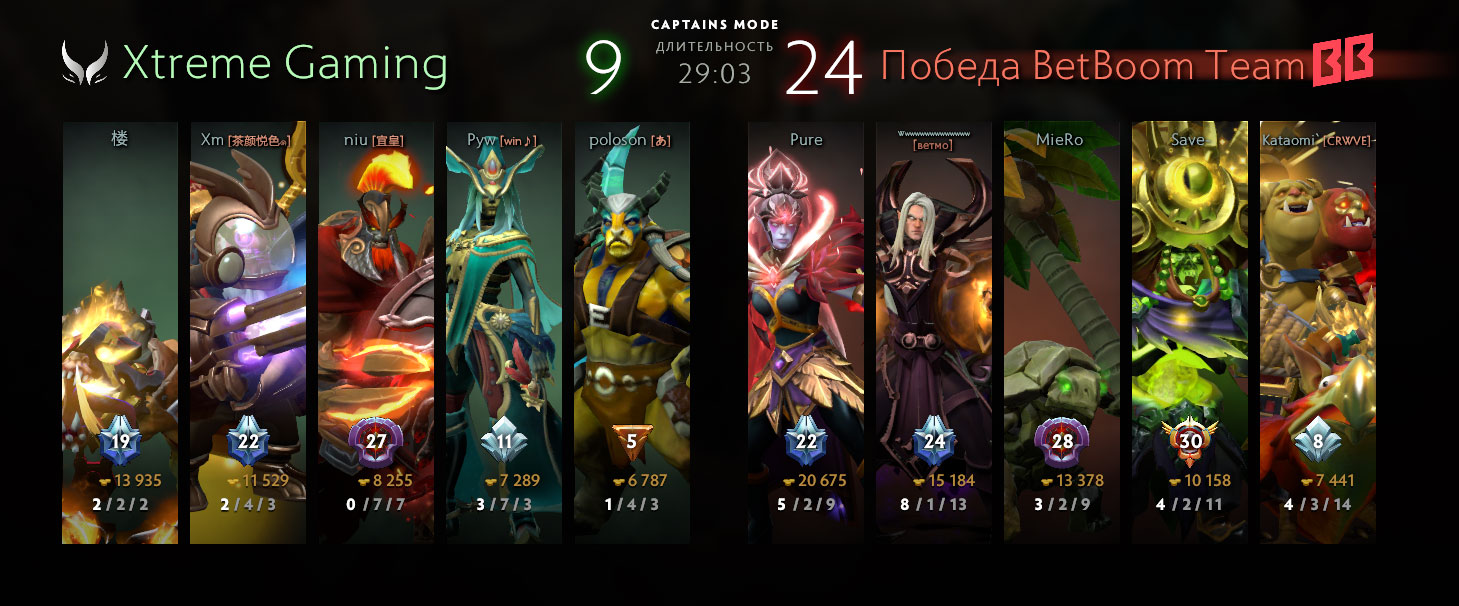 CAPTAINS MODE
Xtreme Gaming 9 ДЛИТЕЛЬНОСТЬ 24 Победа BetBoom Team BB
29:03
楼 Xm [茶颜悦色] niu [宜皇] Pyw [win♪] poloson [あ] Pure MieRo Save- Kataomi` [CRWVE]-
[ВЕТМО]
19 22 27 11 5 22 24 28 30 8
13 935 11 529 8 255 7 289 6 787 20 675 15 184 13 378 10 158 7 441
2 / 2 / 2 2 / 4 / 3 0 / 7 / 7 3 / 7 / 3 1 / 4 / 3 5 / 2 / 9 8 / 1 / 13 3 / 2 / 9 4 / 2 / 11 4 / 3 / 14